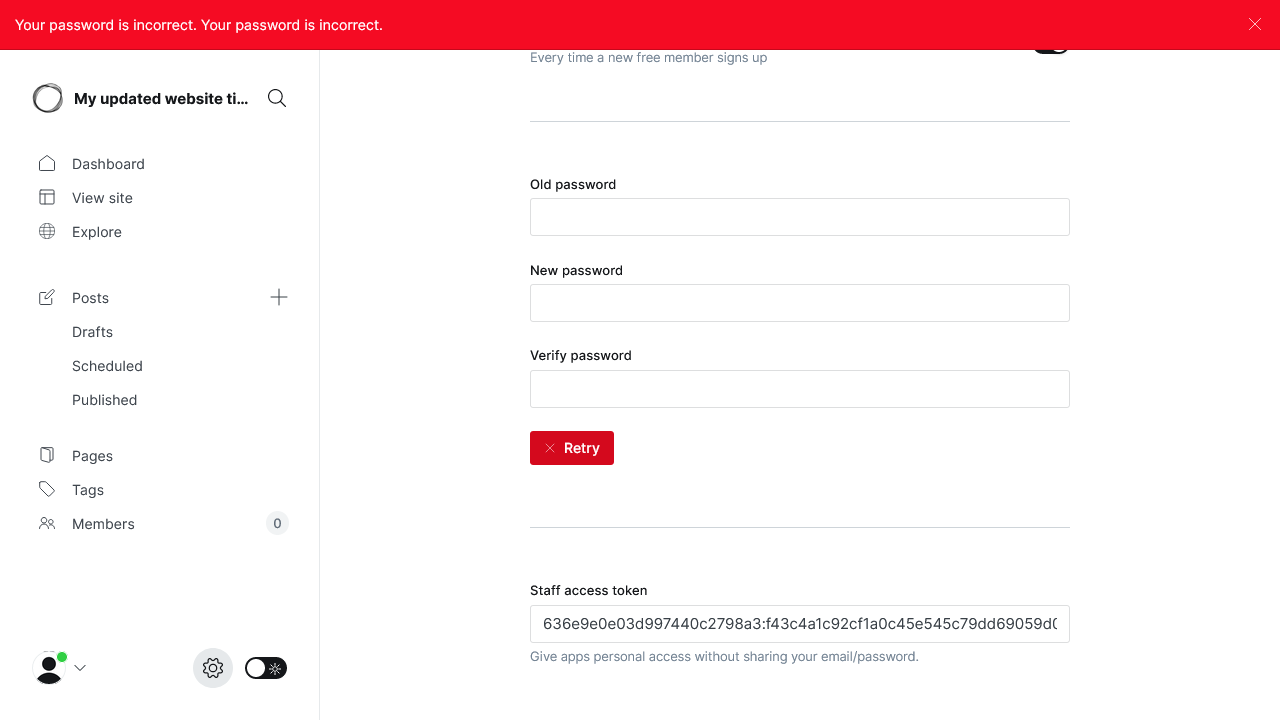 Your password is incorrect. Your password is incorrect.
Every time a new free member signs up
My updated website ti...
Dashboard
View site
Explore
Posts
Drafts
Scheduled
Published
Pages
Tags
Members
0
Old password
New password
Verify password
Retry
Staff access token
636e9e0e03d997440c2798a3:f43c4a1c92cf1a0c45e545c79dd69059d0
Give apps personal access without sharing your email/password.